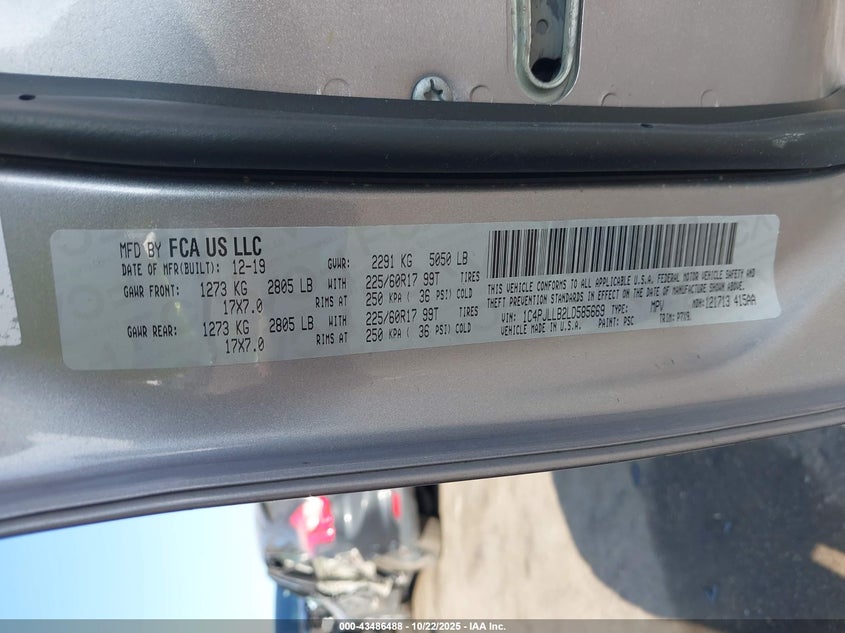 MFD BY FCA US LLC
DATE OF MFR(BUILT): 12-19
GVWR: 2291 KG 5050 LB
GAWR FRONT: 1273 KG 2805 LB WITH 225/60R17 99T TIRES
17X7.0 RIMS AT 250 KPA ( 36 PSI) COLD
GAWR REAR: 1273 KG 2805 LB WITH 225/60R17 99T TIRES
17X7.0 RIMS AT 250 KPA ( 36 PSI) COLD
THIS VEHICLE CONFORMS TO ALL APPLICABLE U.S.A. FEDERAL MOTOR VEHICLE SAFETY AND
THEFT PREVENTION STANDARDS IN EFFECT ON THE DATE OF MANUFACTURE SHOWN ABOVE.
VIN: 1C4PJLLB2LD585669 TYPE: MPV MDH: 121713 415AA
VEHICLE MADE IN U.S.A. PAINT: PSC TRIM:
©-43486488 - 10/22/2025 - IAA Inc.